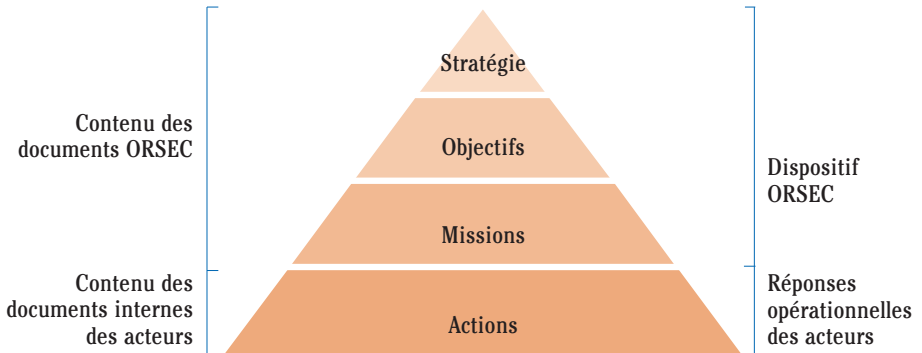 Stratégie
Objectifs
Missions
Actions
Contenu des
documents ORSEC
Contenu des
documents internes
des acteurs
Dispositif
ORSEC
Réponses
opérationnelles
des acteurs